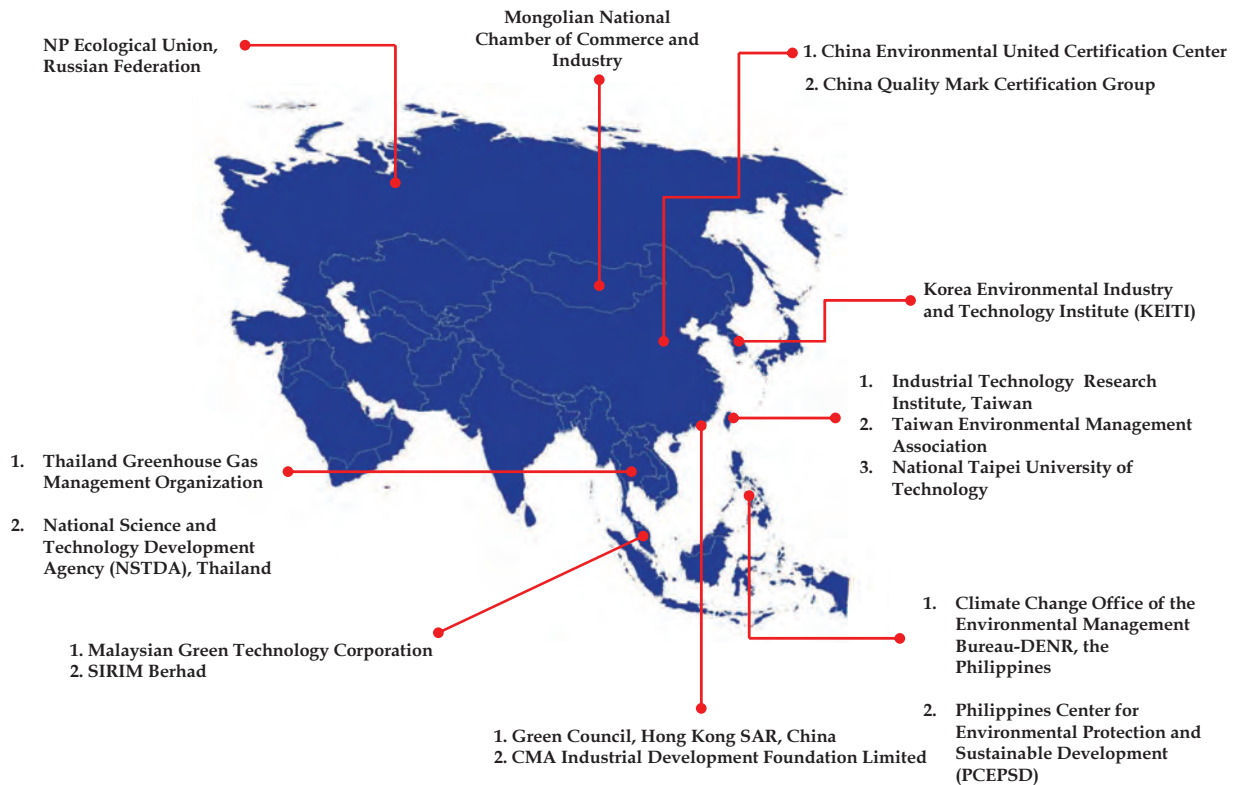 NP Ecological Union,
Russian Federation
Mongolian National
Chamber of Commerce and
Industry
1. China Environmental United Certification Center
2. China Quality Mark Certification Group
Korea Environmental Industry
and Technology Institute (KEITI)
1. Industrial Technology Research
Institute, Taiwan
2. Taiwan Environmental Management
Association
3. National Taipei University of
Technology
1. Thailand Greenhouse Gas
Management Organization
2. National Science and
Technology Development
Agency (NSTDA), Thailand
1. Malaysian Green Technology Corporation
2. SIRIM Berhad
1. Climate Change Office of the
Environmental Management
Bureau-DENR, the
Philippines
2. Philippines Center for
Environmental Protection and
Sustainable Development
(PCEPSD)
1. Green Council, Hong Kong SAR, China
2. CMA Industrial Development Foundation Limited